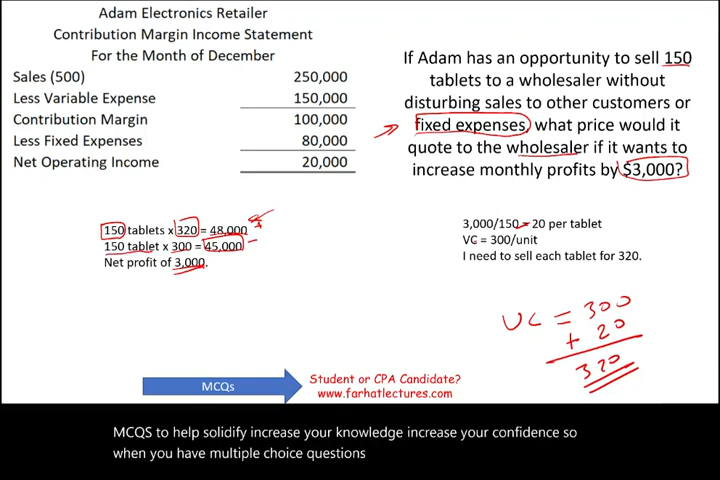 Adam Electronics Retailer
Contribution Margin Income Statement
For the Month of December
Sales (500) 250,000
Less Variable Expense 150,000
Contribution Margin 100,000
Less Fixed Expenses 80,000
Net Operating Income 20,000
If Adam has an opportunity to sell 150
tablets to a wholesaler without
disturbing sales to other customers or
fixed expenses, what price would it
quote to the wholesaler if it wants to
increase monthly profits by $3,000?
150 tablets x 320 = 48,000
150 tablet x 300 = 45,000
Net profit of 3,000.
3,000/150 = 20 per tablet
VC = 300/unit
I need to sell each tablet for 320.
VC = 300
+ 20
320
MCQs
Student or CPA Candidate?
www.farhatlectures.com
MCQS to help solidify increase your knowledge increase your confidence so
when you have multiple choice questions